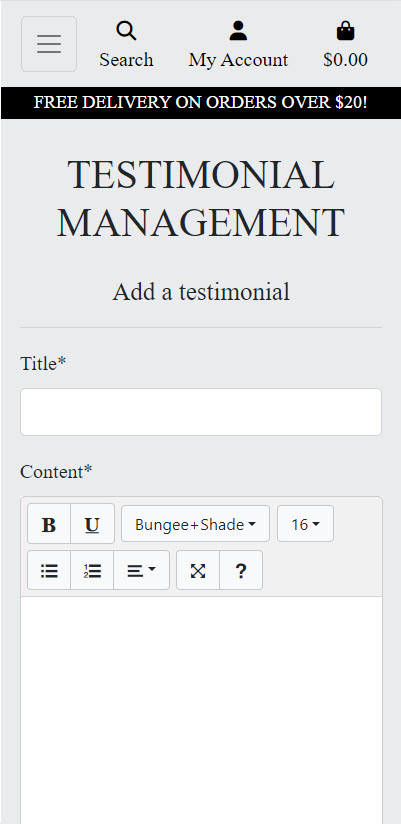 Search My Account $0.00
FREE DELIVERY ON ORDERS OVER $20!
TESTIMONIAL
MANAGEMENT
Add a testimonial
Title*
Content*
B U Bungee+Shade 16
?